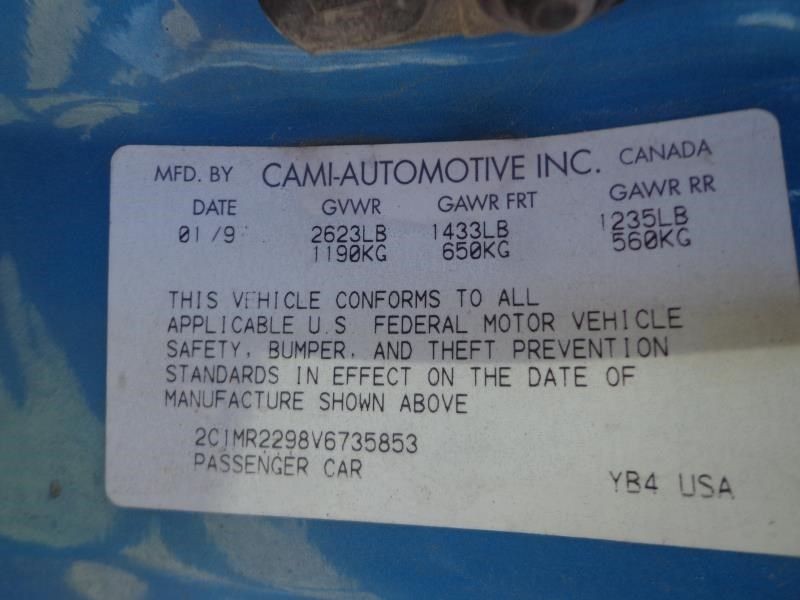 MFD. BY CAMI-AUTOMOTIVE INC. CANADA
DATE GVWR GAWR FRT GAWR RR
01/9 2623LB 1433LB 1235LB
1190KG 650KG 560KG
THIS VEHICLE CONFORMS TO ALL
APPLICABLE U.S. FEDERAL MOTOR VEHICLE
SAFETY, BUMPER, AND THEFT PREVENTION
STANDARDS IN EFFECT ON THE DATE OF
MANUFACTURE SHOWN ABOVE
2C1MR2298V6735853
PASSENGER CAR
YB4 USA